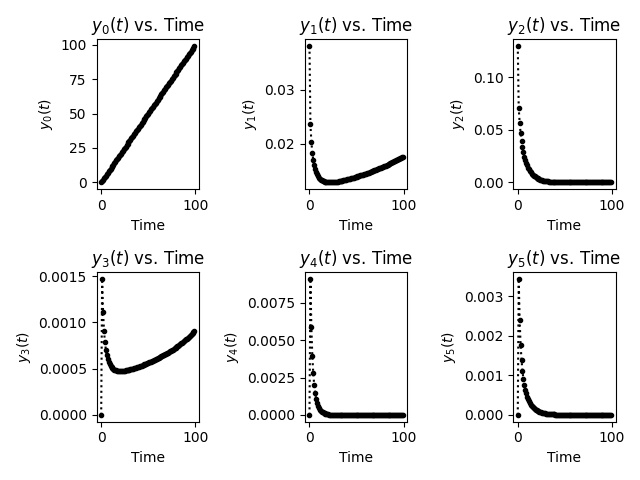 y₀(t) vs. Time
y₁(t) vs. Time
y₂(t) vs. Time
100
75
50
25
0
y₀(t)
0.03
0.02
y₁(t)
0.10
0.05
0.00
y₂(t)
0 100
0 100
0 100
Time
Time
Time
y₃(t) vs. Time
y₄(t) vs. Time
y₅(t) vs. Time
0.0015
0.0010
0.0005
0.0000
y₃(t)
0.0075
0.0050
0.0025
0.0000
y₄(t)
0.003
0.002
0.001
0.000
y₅(t)
0 100
0 100
0 100
Time
Time
Time